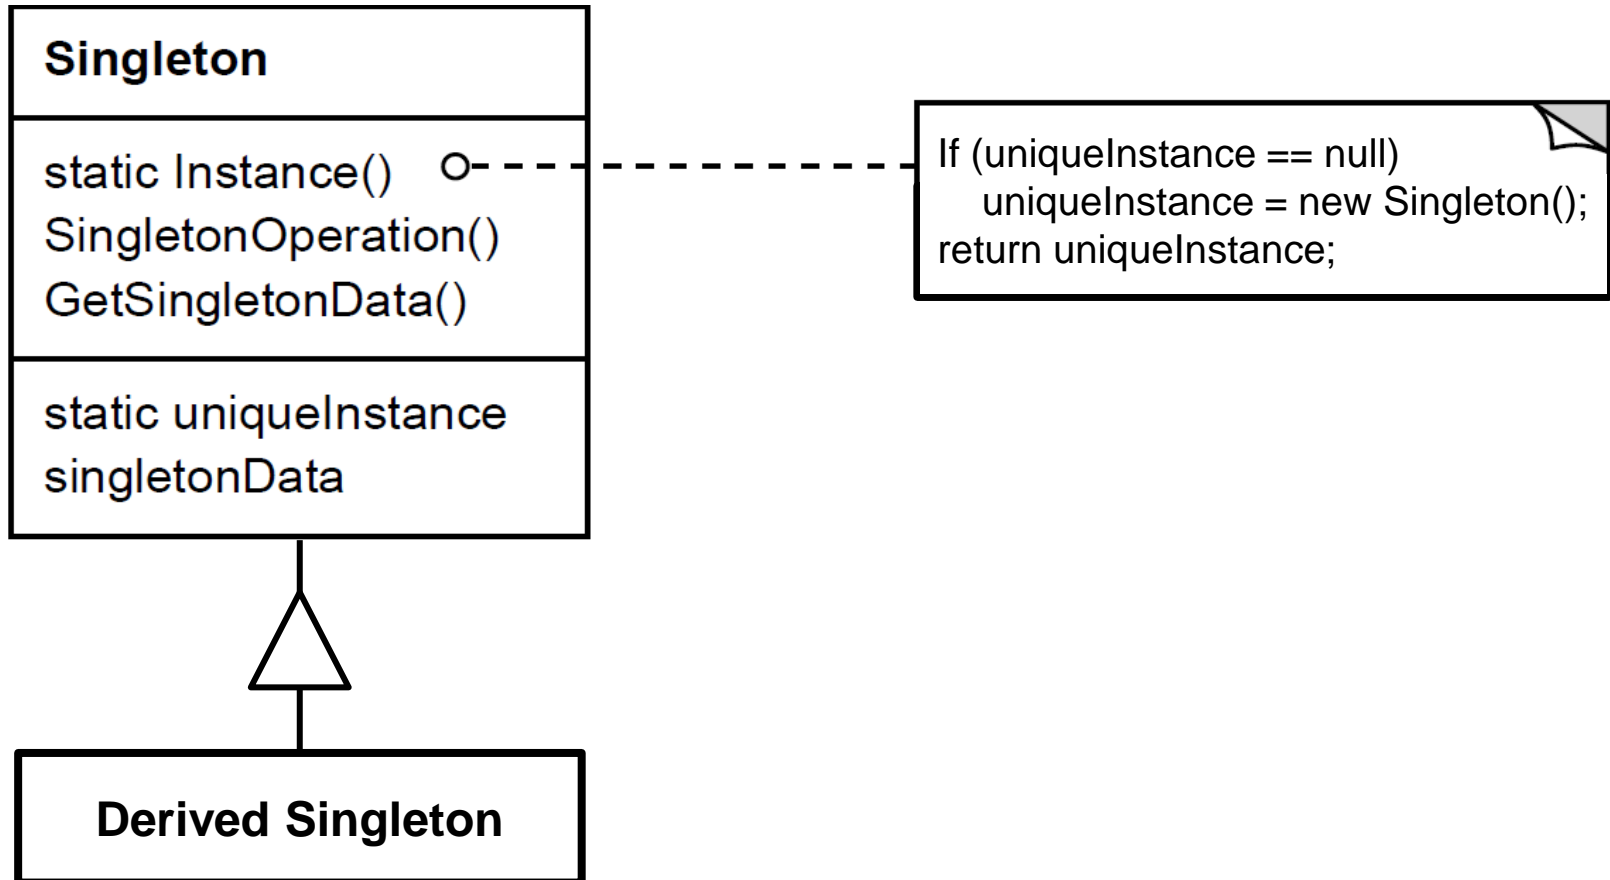 Singleton
static Instance()
SingletonOperation()
GetSingletonData()
static uniqueInstance
singletonData
If (uniqueInstance == null)
uniqueInstance = new Singleton();
return uniqueInstance;
Derived Singleton